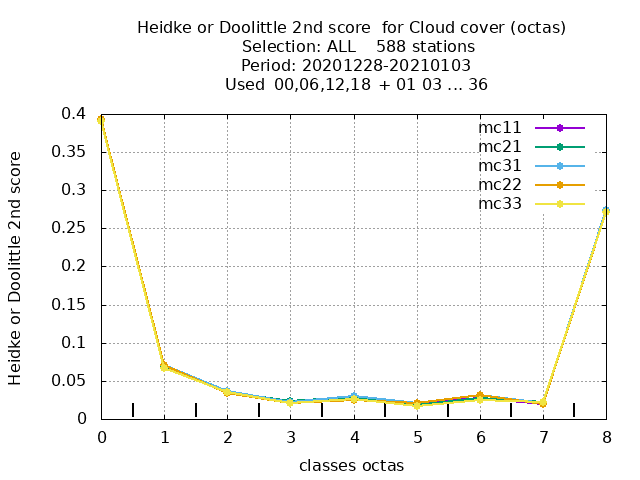 Heidke or Doolittle 2nd score  for Cloud cover (octas)
Selection: ALL    588 stations
Period: 20201228-20210103
Used  00,06,12,18  + 01 03 ... 36
mc11
mc21
mc31
mc22
mc33
0.4
0.35
0.3
0.25
0.2
0.15
0.1
0.05
0
Heidke or Doolittle 2nd score
0 1 2 3 4 5 6 7 8
classes octas